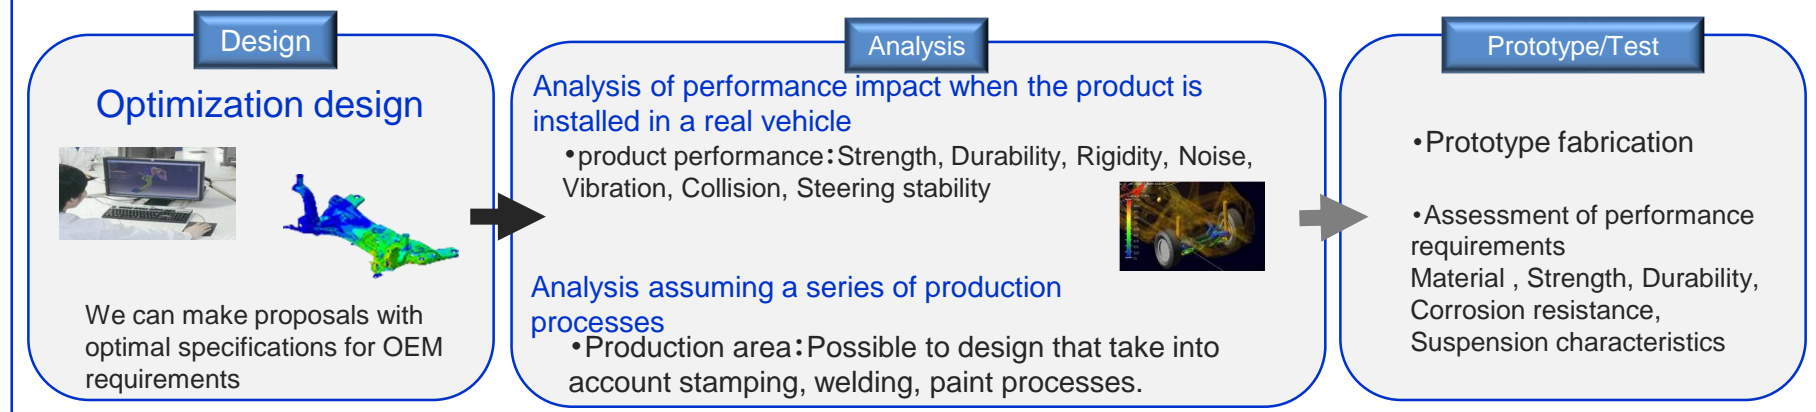 Design
Optimization design
We can make proposals with
optimal specifications for OEM
requirements
Analysis
Analysis of performance impact when the product is
installed in a real vehicle
•product performance：Strength, Durability, Rigidity, Noise,
Vibration, Collision, Steering stability
Analysis assuming a series of production
processes
•Production area：Possible to design that take into
account stamping, welding, paint processes.
Prototype/Test
•Prototype fabrication
•Assessment of performance
requirements
Material , Strength, Durability,
Corrosion resistance,
Suspension characteristics